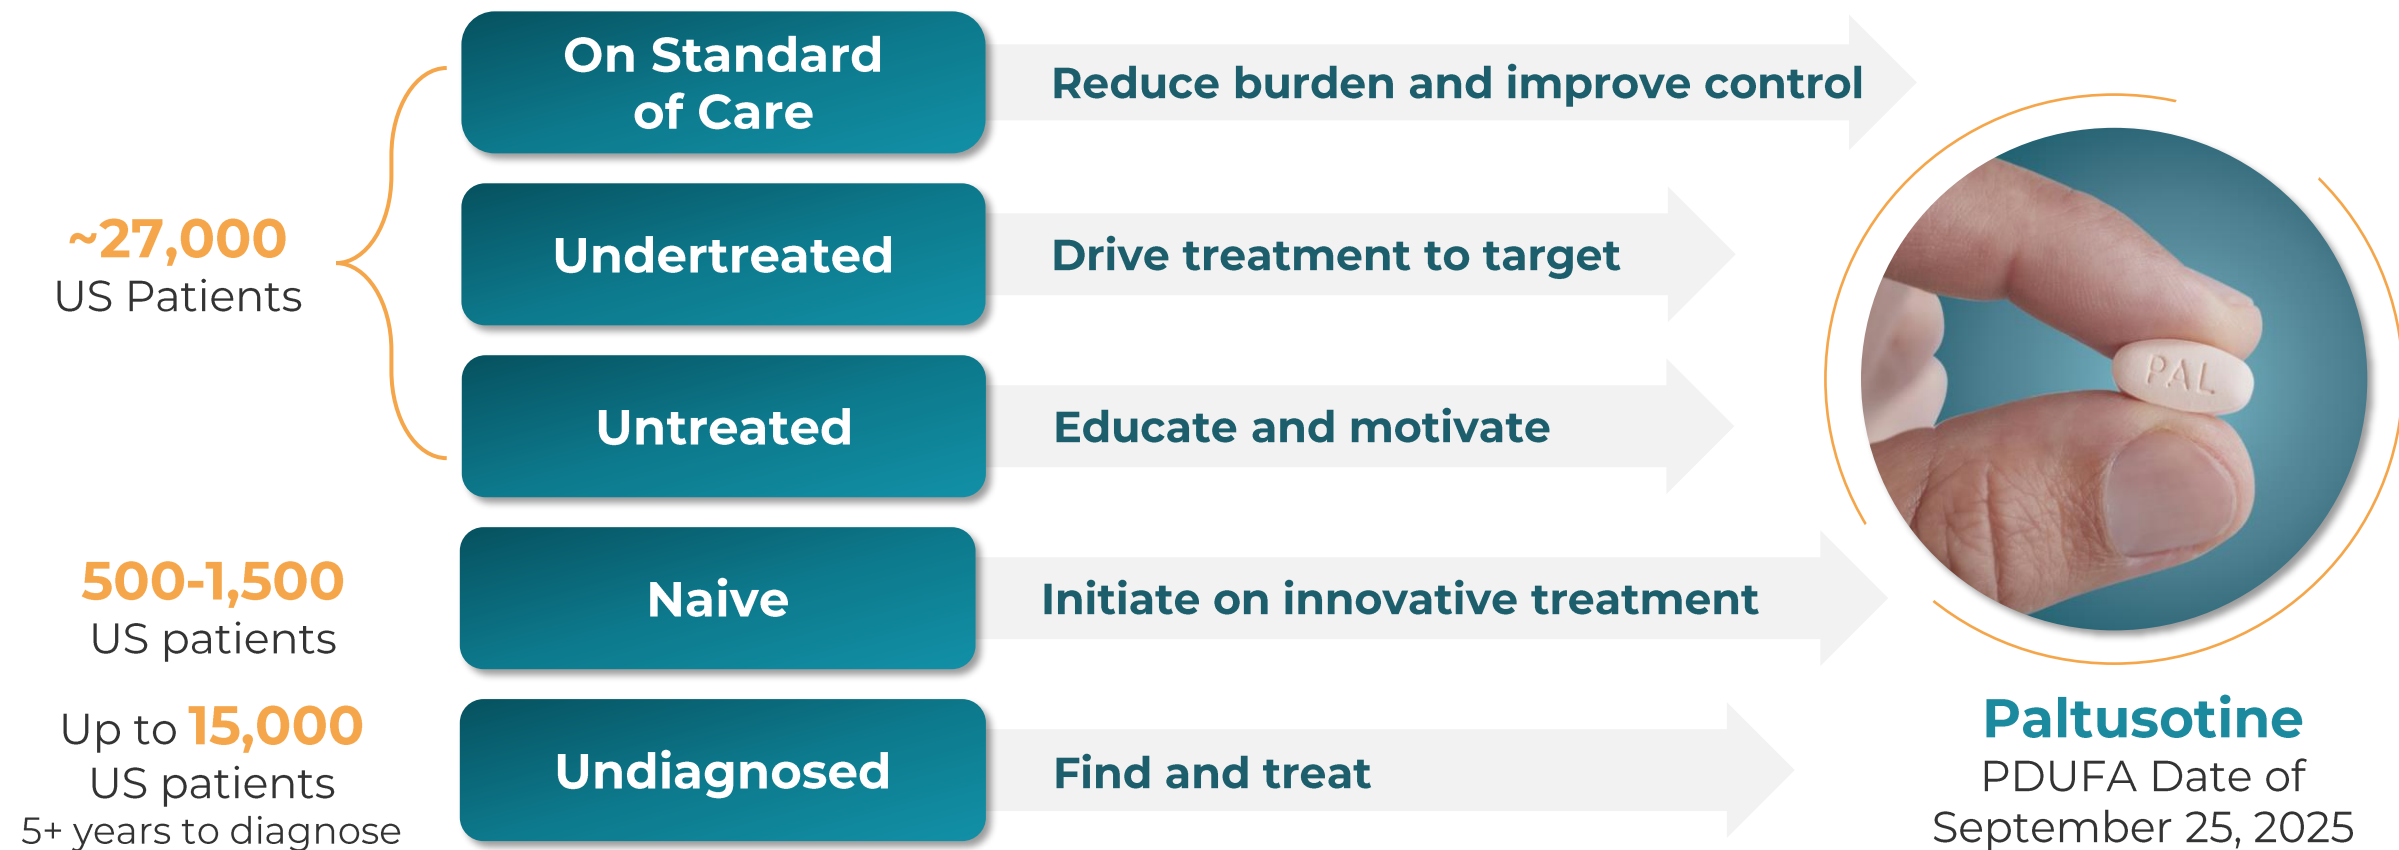 On Standard
of Care
Reduce burden and improve control
~27,000
US Patients
Undertreated
Drive treatment to target
Untreated
Educate and motivate
500-1,500
US patients
Naive
Initiate on innovative treatment
Up to 15,000
US patients
5+ years to diagnose
Undiagnosed
Find and treat
PAL
Paltusotine
PDUFA Date of
September 25, 2025